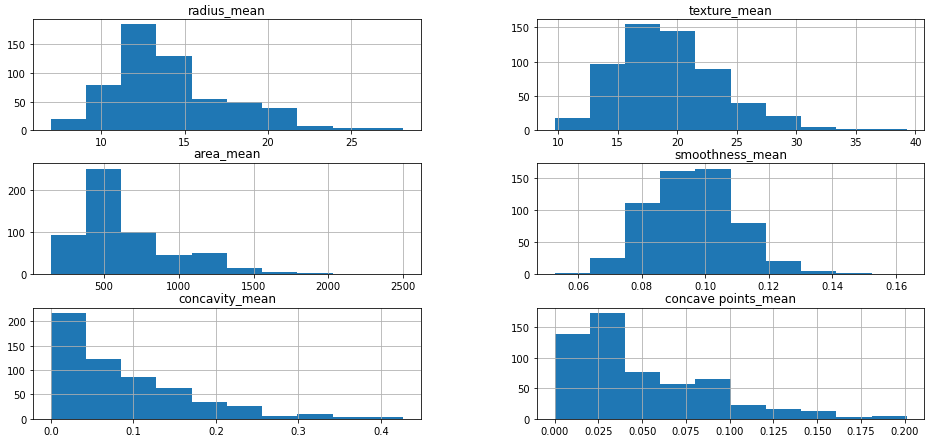 radius_mean
150
100
50
0
10 15 20 25
texture_mean
150
100
50
0
10 15 20 25 30 35 40
area_mean
200
100
0
500 1000 1500 2000 2500
smoothness_mean
150
100
50
0
0.06 0.08 0.10 0.12 0.14 0.16
concavity_mean
200
150
100
50
0
0.0 0.1 0.2 0.3 0.4
concave points_mean
150
100
50
0
0.000 0.025 0.050 0.075 0.100 0.125 0.150 0.175 0.200